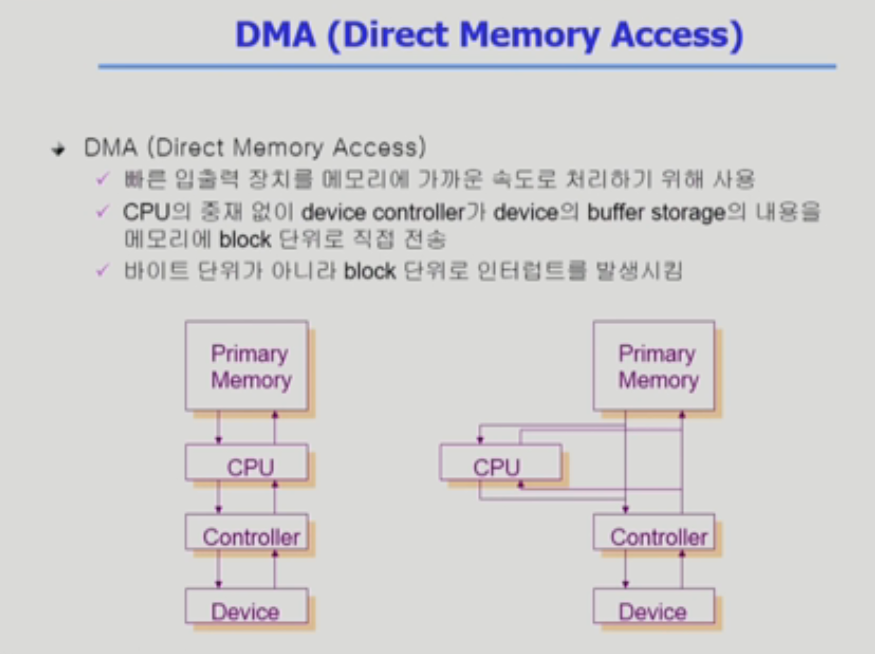 DMA (Direct Memory Access)
DMA (Direct Memory Access)
빠른 입출력 장치를 메모리에 가까운 속도로 처리하기 위해 사용
CPU의 중재 없이 device controller가 device의 buffer storage의 내용을
메모리에 block 단위로 직접 전송
바이트 단위가 아니라 block 단위로 인터럽트를 발생시킴
Primary
Memory
CPU
Controller
Device
Primary
Memory
CPU
Controller
Device